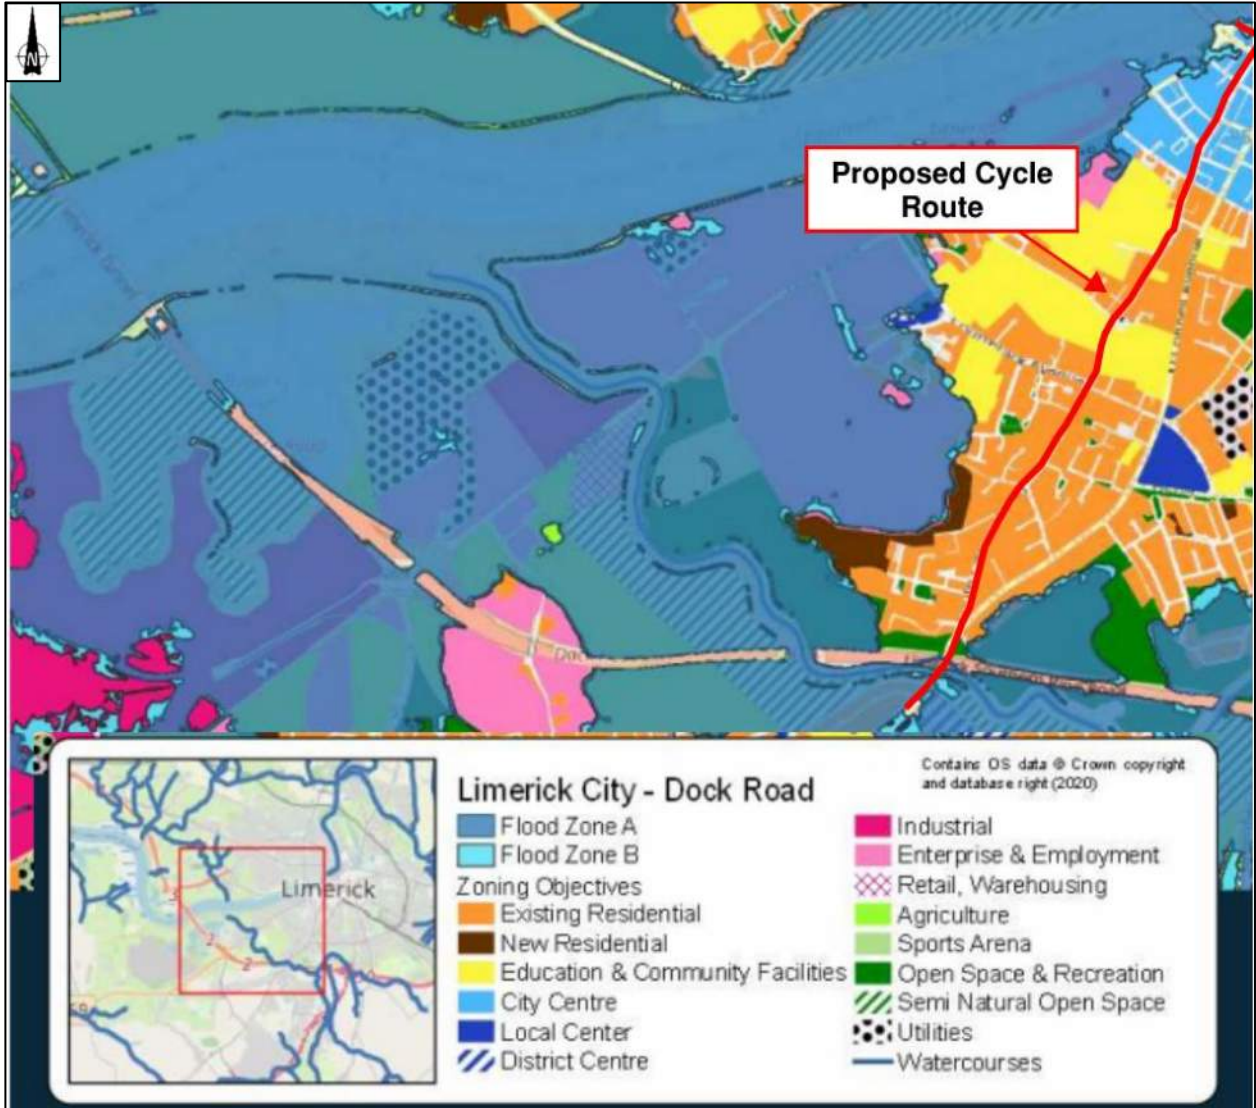 N
Proposed Cycle
Route
Limerick City - Dock Road
Contains OS data © Crown copyright
and database right (2020)
Flood Zone A
Flood Zone B
Zoning Objectives
Existing Residential
New Residential
Education & Community Facilities
City Centre
Local Center
District Centre
Industrial
Enterprise & Employment
Retail, Warehousing
Agriculture
Sports Arena
Open Space & Recreation
Semi Natural Open Space
Utilities
Watercourses
Limerick